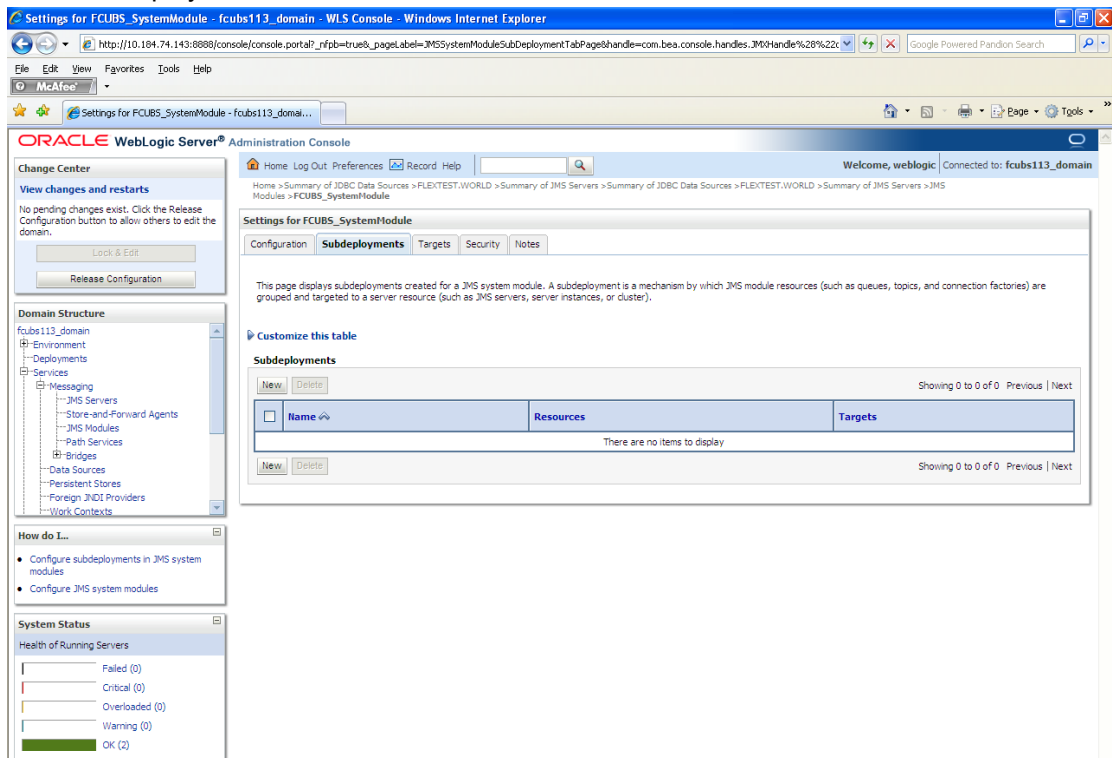 Settings for FCUBS_SystemModule - fcubs113_domain - WLS Console - Windows Internet Explorer
http://10.184.74.143:8888/console/console.portal?_nfpb=true&_pageLabel=JMSSystemModuleSubDeploymentTabPage&handle=com.bea.console.handles.JMXHandle%28%22c
Google Powered Pandion Search
File Edit View Favorites Tools Help
McAfee
Settings for FCUBS_SystemModule - fcubs113_domai...
Page Tools »
ORACLE WebLogic Server® Administration Console
Change Center
View changes and restarts
No pending changes exist. Click the Release
Configuration button to allow others to edit the
domain.
Lock & Edit
Release Configuration
Domain Structure
fcubs113_domain
Environment
Deployments
Services
Messaging
JMS Servers
Store-and-Forward Agents
JMS Modules
Path Services
Bridges
Data Sources
Persistent Stores
Foreign JNDI Providers
Work Contexts
How do I...
Configure subdeployments in JMS system
modules
Configure JMS system modules
System Status
Health of Running Servers
Failed (0)
Critical (0)
Overloaded (0)
Warning (0)
OK (2)
Home Log Out Preferences Record Help
Welcome, weblogic Connected to: fcubs113_domain
Home >Summary of JDBC Data Sources >FLEXTEST.WORLD >Summary of JMS Servers >Summary of JDBC Data Sources >FLEXTEST.WORLD >Summary of JMS Servers >JMS
Modules >FCUBS_SystemModule
Settings for FCUBS_SystemModule
Configuration Subdeployments Targets Security Notes
This page displays subdeployments created for a JMS system module. A subdeployment is a mechanism by which JMS module resources (such as queues, topics, and connection factories) are
grouped and targeted to a server resource (such as JMS servers, server instances, or cluster).
Customize this table
Subdeployments
New Delete Showing 0 to 0 of 0 Previous | Next
Name Resources Targets
There are no items to display
New Delete Showing 0 to 0 of 0 Previous | Next